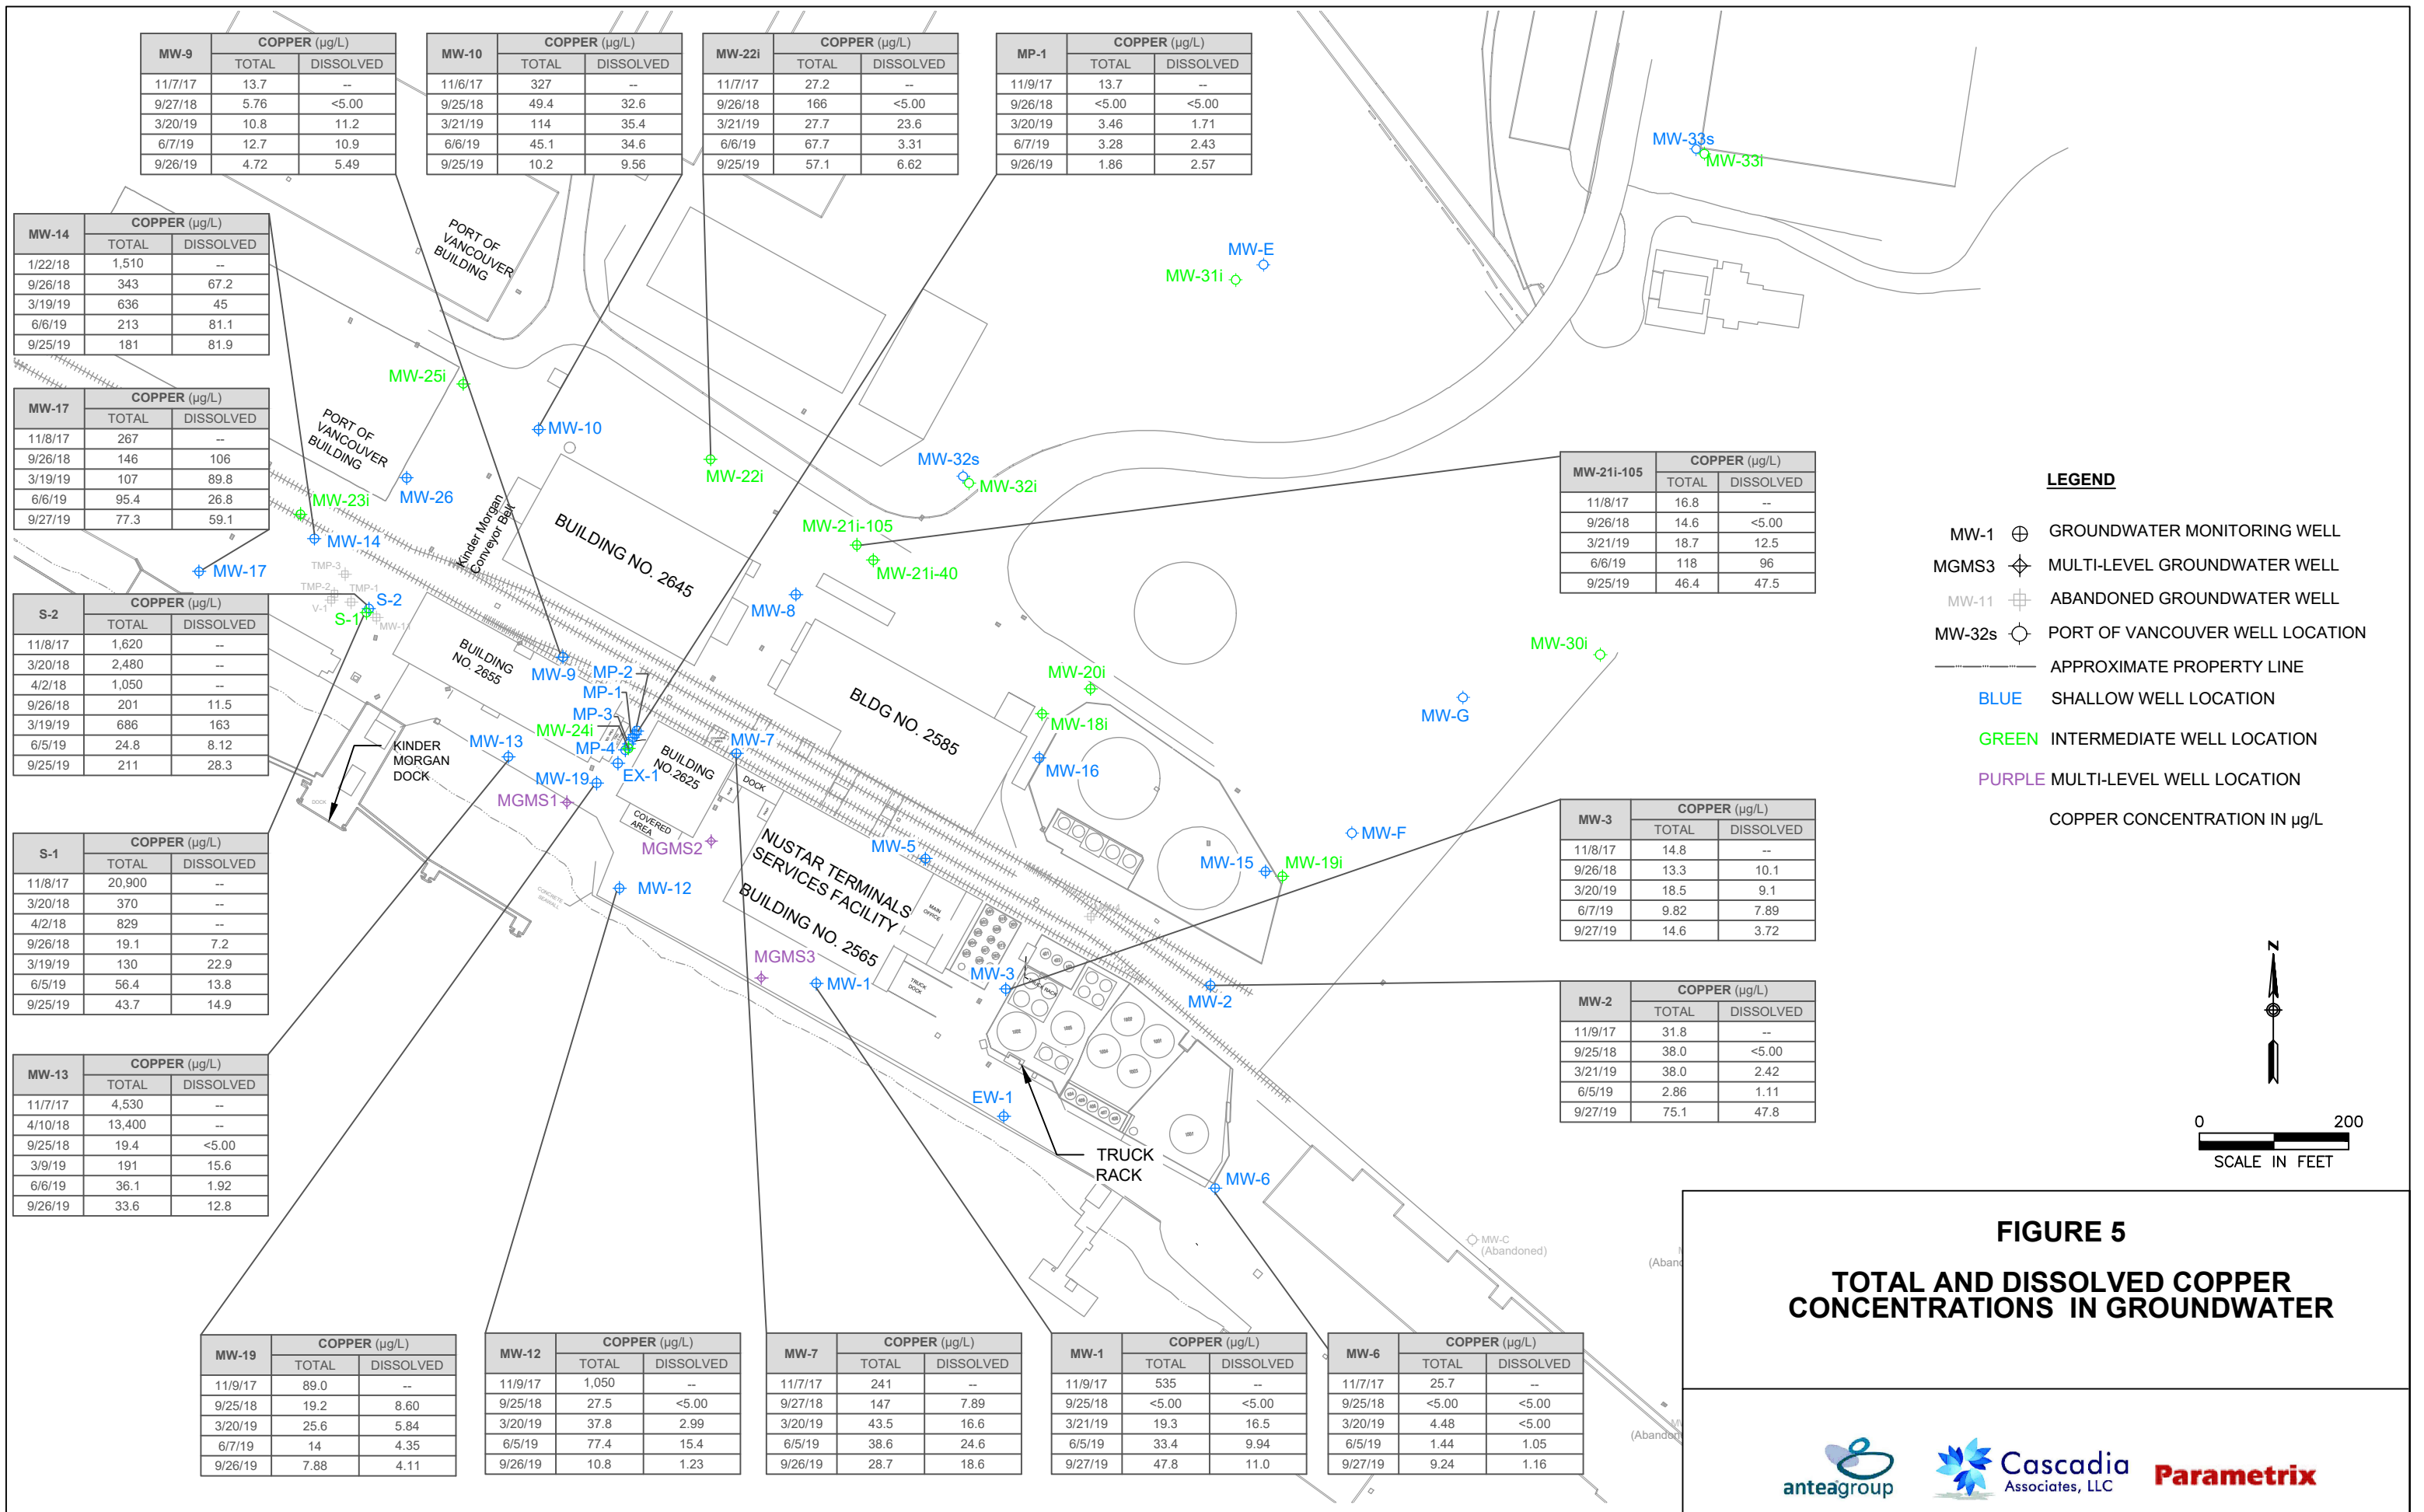 MW-9 COPPER (µg/L)
TOTAL DISSOLVED
11/7/17 13.7 --
9/27/18 5.76 <5.00
3/20/19 10.8 11.2
6/7/19 12.7 10.9
9/26/19 4.72 5.49
MW-10 COPPER (µg/L)
TOTAL DISSOLVED
11/6/17 327 --
9/25/18 49.4 32.6
3/21/19 114 35.4
6/6/19 45.1 34.6
9/25/19 10.2 9.56
MW-22i COPPER (µg/L)
TOTAL DISSOLVED
11/7/17 27.2 --
9/26/18 166 <5.00
3/21/19 27.7 23.6
6/6/19 67.7 3.31
9/25/19 57.1 6.62
MP-1 COPPER (µg/L)
TOTAL DISSOLVED
11/9/17 13.7 --
9/26/18 <5.00 <5.00
3/20/19 3.46 1.71
6/7/19 3.28 2.43
9/26/19 1.86 2.57
MW-14 COPPER (µg/L)
TOTAL DISSOLVED
1/22/18 1,510 --
9/26/18 343 67.2
3/19/19 636 45
6/6/19 213 81.1
9/25/19 181 81.9
MW-17 COPPER (µg/L)
TOTAL DISSOLVED
11/8/17 267 --
9/26/18 146 106
3/19/19 107 89.8
6/6/19 95.4 26.8
9/27/19 77.3 59.1
S-2 COPPER (µg/L)
TOTAL DISSOLVED
11/8/17 1,620 --
3/20/18 2,480 --
4/2/18 1,050 --
9/26/18 201 11.5
3/19/19 686 163
6/5/19 24.8 8.12
9/25/19 211 28.3
S-1 COPPER (µg/L)
TOTAL DISSOLVED
11/8/17 20,900 --
3/20/18 370 --
4/2/18 829 --
9/26/18 19.1 7.2
3/19/19 130 22.9
6/5/19 56.4 13.8
9/25/19 43.7 14.9
MW-13 COPPER (µg/L)
TOTAL DISSOLVED
11/7/17 4,530 --
4/10/18 13,400 --
9/25/18 19.4 <5.00
3/9/19 191 15.6
6/6/19 36.1 1.92
9/26/19 33.6 12.8
MW-19 COPPER (µg/L)
TOTAL DISSOLVED
11/9/17 89.0 --
9/25/18 19.2 8.60
3/20/19 25.6 5.84
6/7/19 14 4.35
9/26/19 7.88 4.11
MW-12 COPPER (µg/L)
TOTAL DISSOLVED
11/9/17 1,050 --
9/25/18 27.5 <5.00
3/20/19 37.8 2.99
6/5/19 77.4 15.4
9/26/19 10.8 1.23
MW-7 COPPER (µg/L)
TOTAL DISSOLVED
11/7/17 241 --
9/27/18 147 7.89
3/20/19 43.5 16.6
6/5/19 38.6 24.6
9/26/19 28.7 18.6
MW-1 COPPER (µg/L)
TOTAL DISSOLVED
11/9/17 535 --
9/25/18 <5.00 <5.00
3/21/19 19.3 16.5
6/5/19 33.4 9.94
9/27/19 47.8 11.0
MW-6 COPPER (µg/L)
TOTAL DISSOLVED
11/7/17 25.7 --
9/25/18 <5.00 <5.00
3/20/19 4.48 <5.00
6/5/19 1.44 1.05
9/27/19 9.24 1.16
MW-21i-105 COPPER (µg/L)
TOTAL DISSOLVED
11/8/17 16.8 --
9/26/18 14.6 <5.00
3/21/19 18.7 12.5
6/6/19 118 96
9/25/19 46.4 47.5
MW-3 COPPER (µg/L)
TOTAL DISSOLVED
11/8/17 14.8 --
9/26/18 13.3 10.1
3/20/19 18.5 9.1
6/7/19 9.82 7.89
9/27/19 14.6 3.72
MW-2 COPPER (µg/L)
TOTAL DISSOLVED
11/9/17 31.8 --
9/25/18 38.0 <5.00
3/21/19 38.0 2.42
6/5/19 2.86 1.11
9/27/19 75.1 47.8
MW-33s
MW-33i
MW-E
MW-31i
PORT OF
VANCOUVER
BUILDING
MW-25i
PORT OF
VANCOUVER
BUILDING
MW-10
MW-22i
MW-32s
MW-32i
MW-26
MW-23i
MW-14
Kinder Morgan
Conveyor Belt
BUILDING NO. 2645
MW-21i-105
MW-21i-40
MW-17
TMP-3
TMP-2
TMP-1
V-1
S-2
S-1
MW-11
MW-8
BUILDING
NO. 2655
MW-9
MP-2
MP-1
MP-3
MW-24i
MP-4
MW-20i
MW-18i
MW-30i
MW-G
BLDG NO. 2585
KINDER
MORGAN
DOCK
DOCK
MW-13
MW-19
EX-1
BUILDING
NO.2625
MW-7
DOCK
MW-16
MGMS1
COVERED
AREA
MGMS2
MW-F
MW-5
MW-15
MW-19i
NUSTAR TERMINALS
SERVICES FACILITY
BUILDING NO. 2565
MAIN
OFFICE
MW-12
CONCRETE
SEAWALL
MGMS3
MW-1
TRUCK
DOCK
MW-3
TRUCK RACK
MW-2
EW-1
TRUCK
RACK
MW-6
MW-C
(Abandoned)
LEGEND
MW-1 GROUNDWATER MONITORING WELL
MGMS3 MULTI-LEVEL GROUNDWATER WELL
MW-11 ABANDONED GROUNDWATER WELL
MW-32s PORT OF VANCOUVER WELL LOCATION
APPROXIMATE PROPERTY LINE
BLUE SHALLOW WELL LOCATION
GREEN INTERMEDIATE WELL LOCATION
PURPLE MULTI-LEVEL WELL LOCATION
COPPER CONCENTRATION IN µg/L
N
0 200
SCALE IN FEET
FIGURE 5
TOTAL AND DISSOLVED COPPER
CONCENTRATIONS IN GROUNDWATER
anteagroup
Cascadia
Associates, LLC
Parametrix